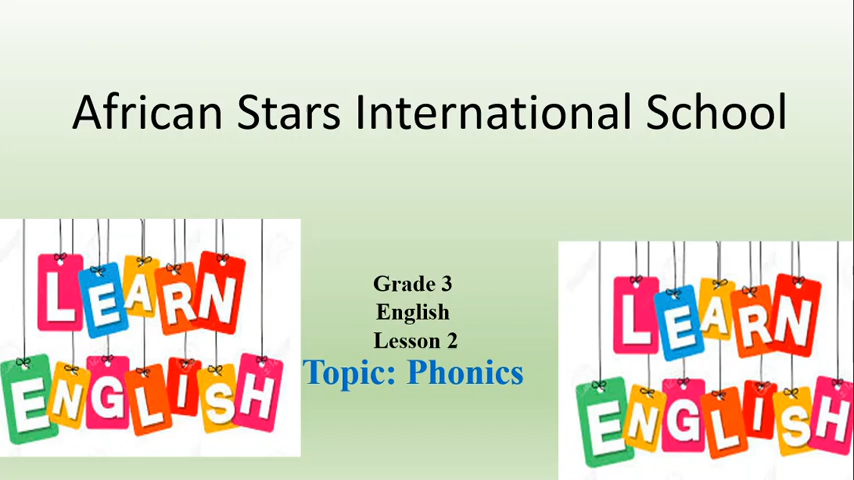 African Stars International School
LEARN
ENGLISH
Grade 3
English
Lesson 2
Topic: Phonics
LEARN
ENGLISH